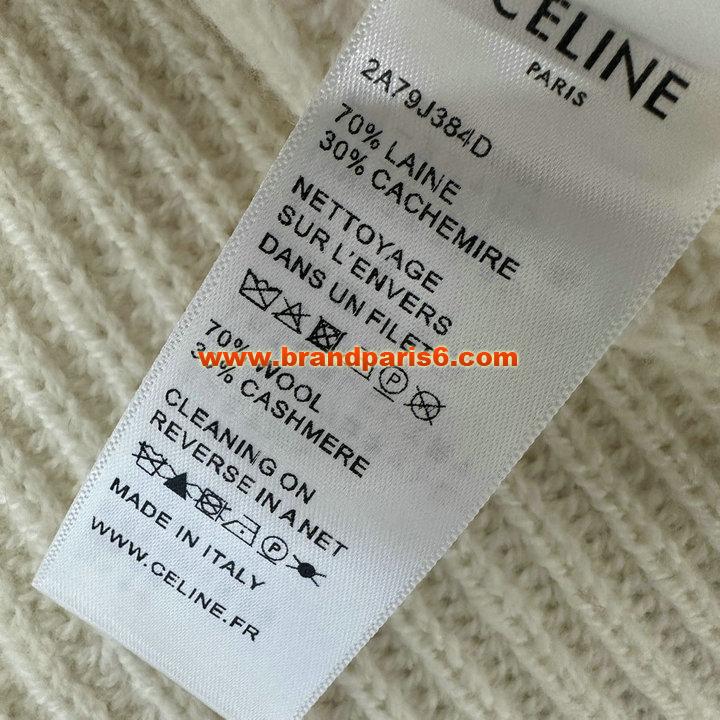 CELINE
PARIS
2A79J384D
70% LAINE
30% CACHEMIRE
NETTOYAGE
SUR L'ENVERS
DANS UN FILET
www.brandparis6.com
70% WOOL
30% CASHMERE
CLEANING ON
REVERSE IN A NET
MADE IN ITALY
WWW.CELINE.FR